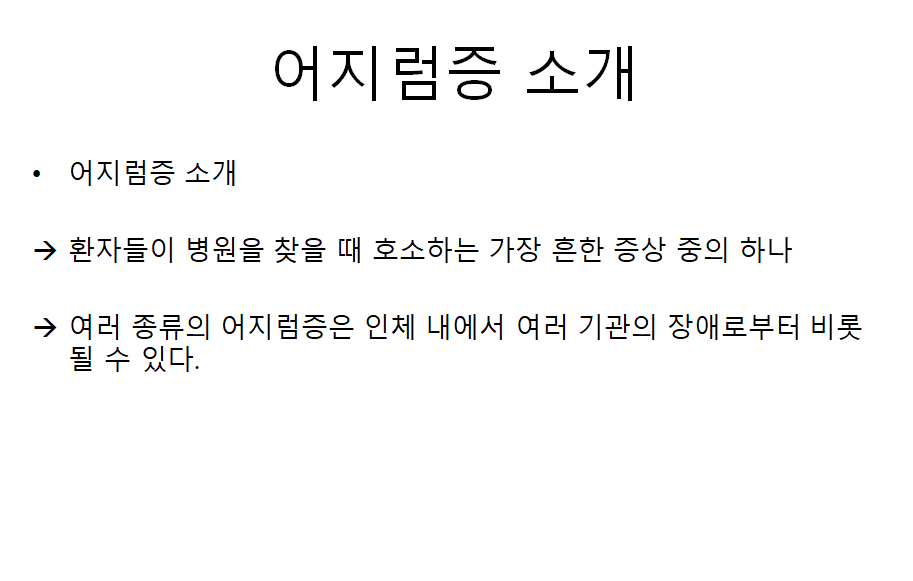 어지럼증 소개
• 어지럼증 소개
→ 환자들이 병원을 찾을 때 호소하는 가장 흔한 증상 중의 하나
→ 여러 종류의 어지럼증은 인체 내에서 여러 기관의 장애로부터 비롯
될 수 있다.